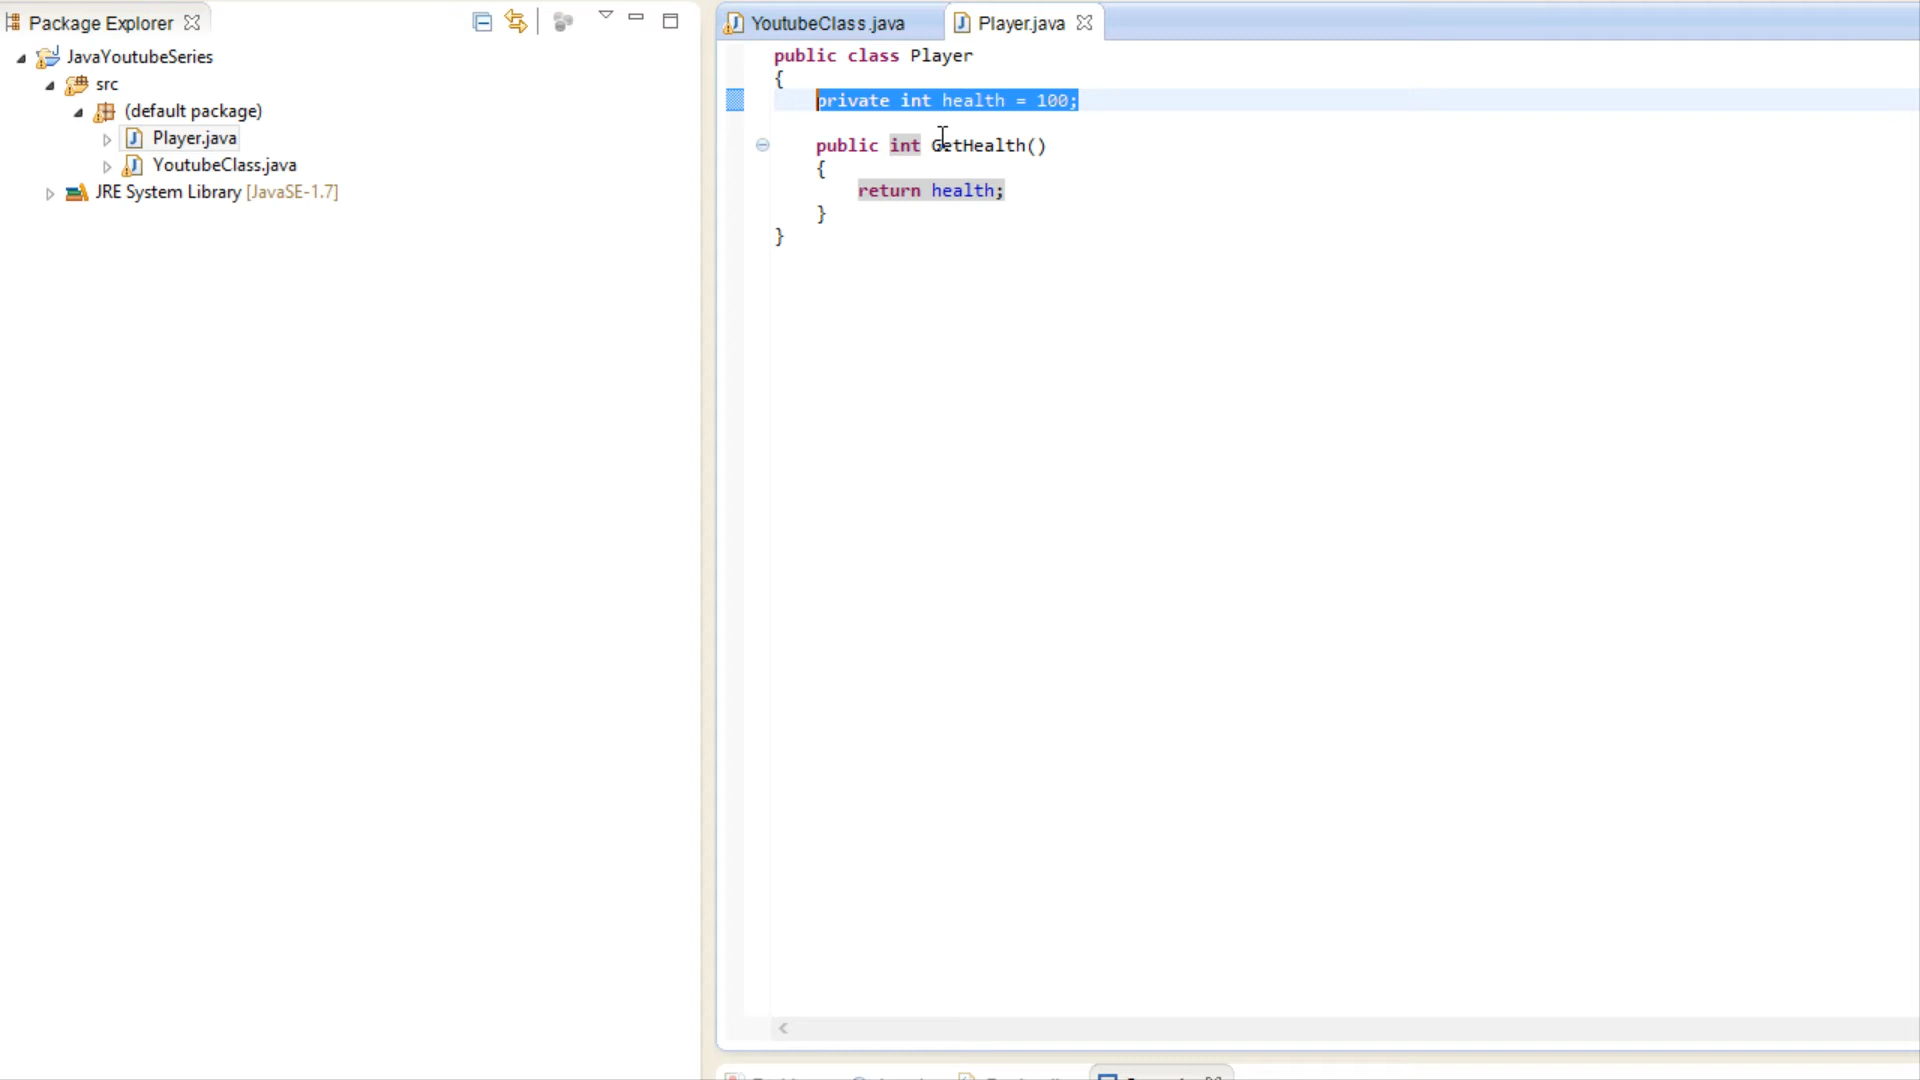 Package Explorer
JavaYoutubeSeries
src
(default package)
Player.java
YoutubeClass.java
JRE System Library [JavaSE-1.7]
YoutubeClass.java
Player.java
public class Player
{
private int health = 100;
public int GetHealth()
{
return health;
}
}